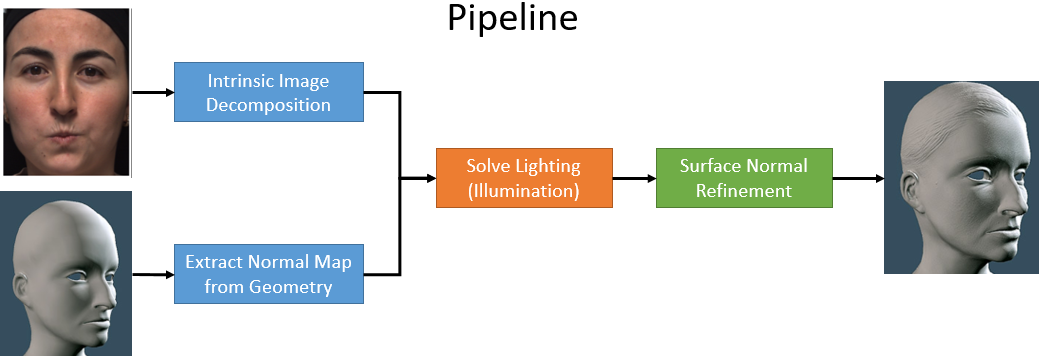 Pipeline
Intrinsic Image
Decomposition
Solve Lighting
(Illumination)
Surface Normal
Refinement
Extract Normal Map
from Geometry